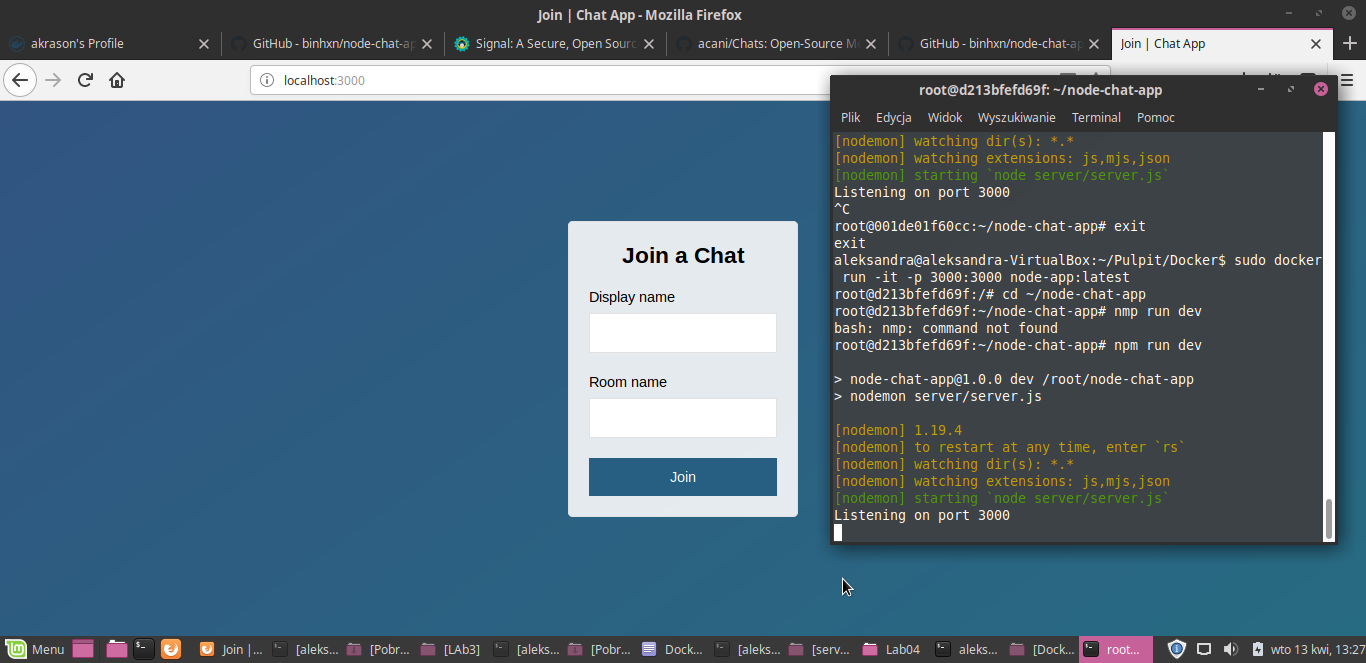 Join | Chat App - Mozilla Firefox
akrason's Profile
GitHub - binhxn/node-chat-ap
Signal: A Secure, Open Sourc
acani/Chats: Open-Source M
GitHub - binhxn/node-chat-ap
Join | Chat App
localhost:3000
root@d213bfefd69f: ~/node-chat-app
Plik Edycja Widok Wyszukiwanie Terminal Pomoc
[nodemon] watching dir(s): *.*
[nodemon] watching extensions: js,mjs,json
[nodemon] starting `node server/server.js`
Listening on port 3000
^C
root@001de01f60cc:~/node-chat-app# exit
exit
aleksandra@aleksandra-VirtualBox:~/Pulpit/Docker$ sudo docker
run -it -p 3000:3000 node-app:latest
root@d213bfefd69f:/# cd ~/node-chat-app
root@d213bfefd69f:~/node-chat-app# nmp run dev
bash: nmp: command not found
root@d213bfefd69f:~/node-chat-app# npm run dev
> node-chat-app@1.0.0 dev /root/node-chat-app
> nodemon server/server.js
[nodemon] 1.19.4
[nodemon] to restart at any time, enter `rs`
[nodemon] watching dir(s): *.*
[nodemon] watching extensions: js,mjs,json
[nodemon] starting `node server/server.js`
Listening on port 3000
Join a Chat
Display name
Room name
Join
Menu
Join |...
[aleks...
[Pobr...
[LAb3]
[aleks...
[Pobr...
Dock...
[aleks...
[serv...
Lab04
aleks...
[Dock...
root...
wto 13 kwi, 13:27